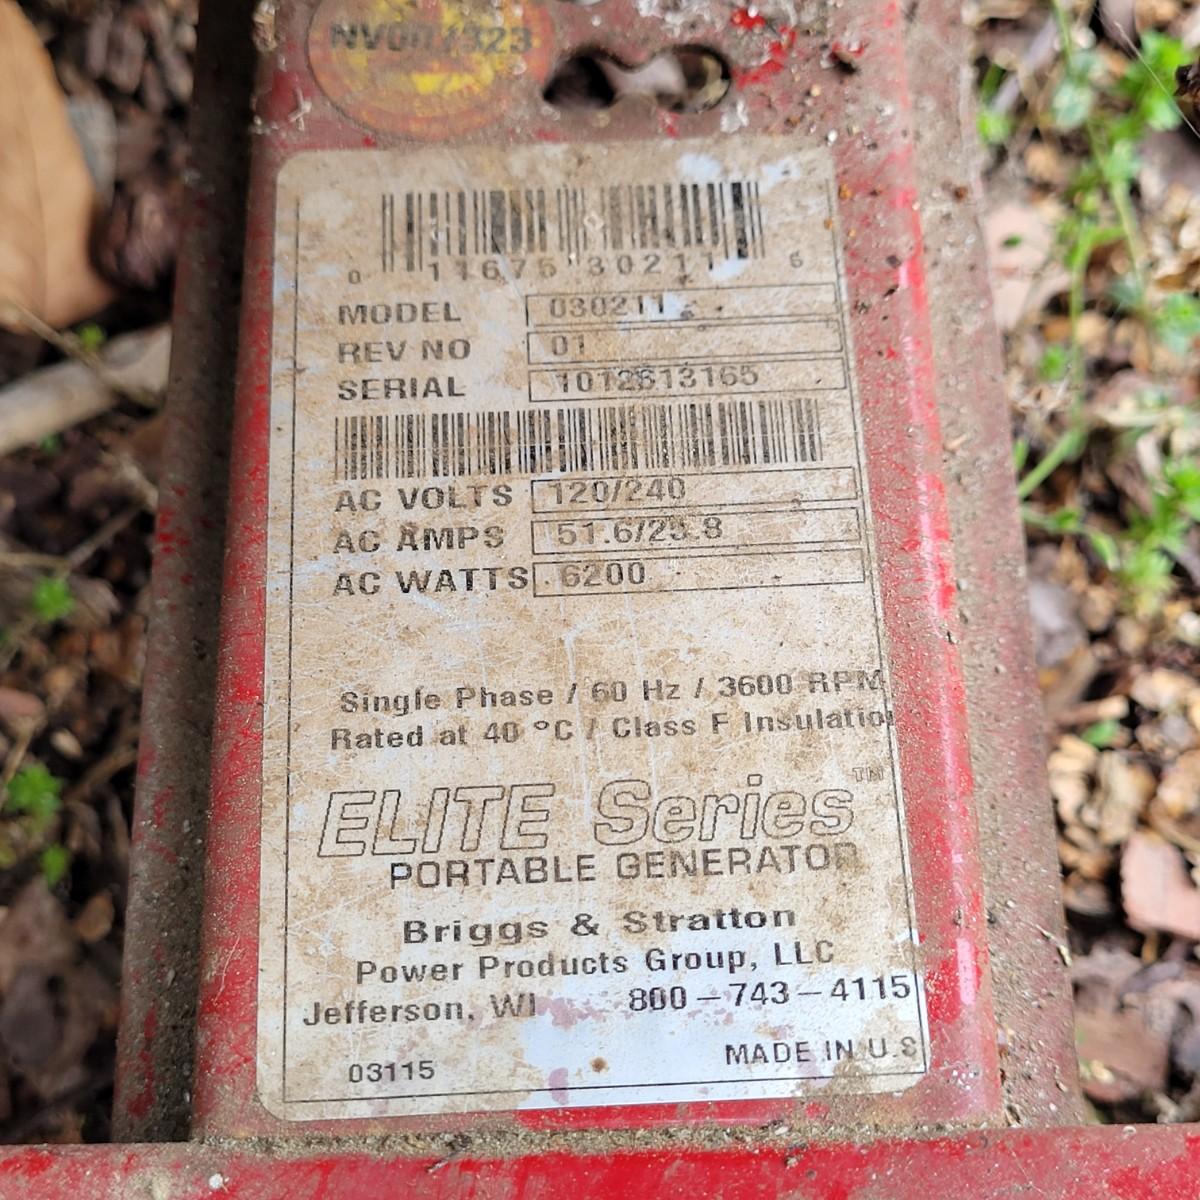 0 11675 30211 6
MODEL 030211
REV NO 01
SERIAL 1012813165
AC VOLTS 120/240
AC AMPS 51.6/25.8
AC WATTS 6200
Single Phase / 60 Hz / 3600 RPM
Rated at 40 °C / Class F Insulation
ELITE Series™
PORTABLE GENERATOR
Briggs & Stratton
Power Products Group, LLC
Jefferson, WI 800-743-4115
03115 MADE IN U.S